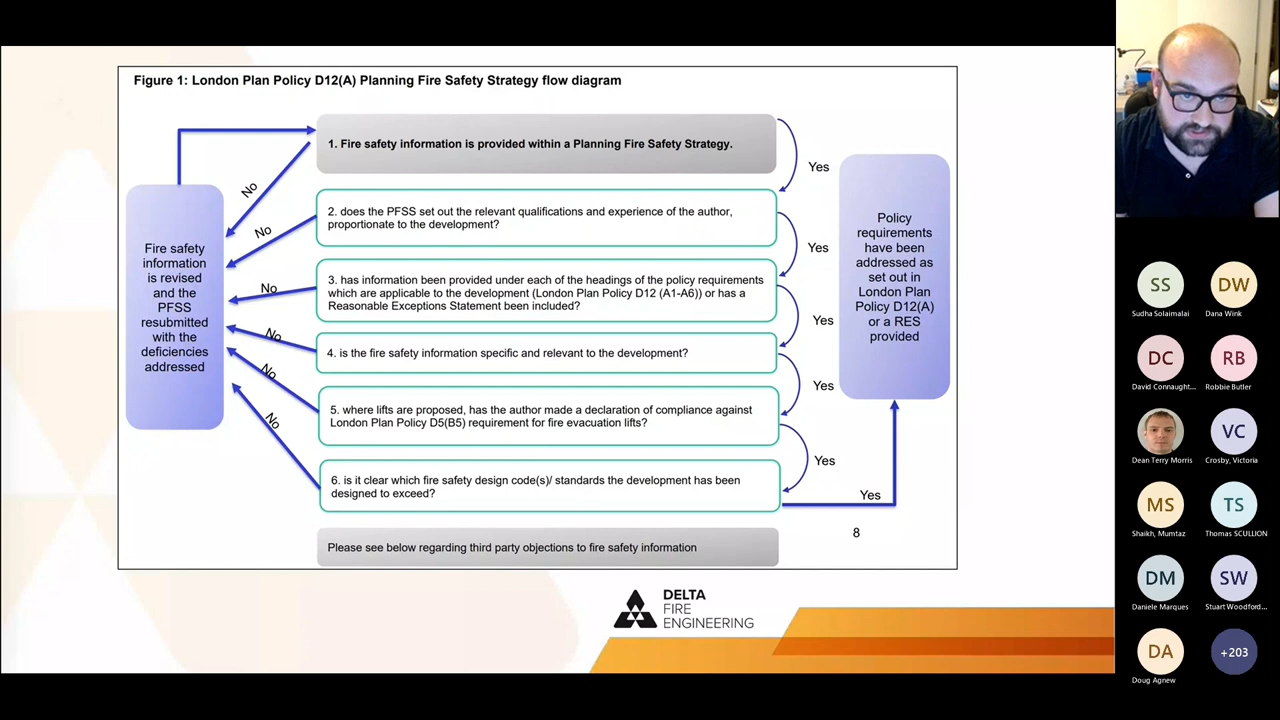 Figure 1: London Plan Policy D12(A) Planning Fire Safety Strategy flow diagram
1. Fire safety information is provided within a Planning Fire Safety Strategy.
Yes
No
2. does the PFSS set out the relevant qualifications and experience of the author,
proportionate to the development?
Yes
No
3. has information been provided under each of the headings of the policy requirements
which are applicable to the development (London Plan Policy D12 (A1-A6)) or has a
Reasonable Exceptions Statement been included?
Yes
No
4. is the fire safety information specific and relevant to the development?
Yes
No
5. where lifts are proposed, has the author made a declaration of compliance against
London Plan Policy D5(B5) requirement for fire evacuation lifts?
Yes
No
6. is it clear which fire safety design code(s)/ standards the development has been
designed to exceed?
Yes
No
Fire safety
information
is revised
and the
PFSS
resubmitted
with the
deficiencies
addressed
Policy
requirements
have been
addressed as
set out in
London Plan
Policy D12(A)
or a RES
provided
Please see below regarding third party objections to fire safety information
8
DELTA
FIRE
ENGINEERING
SS
Sudha Solaimalai
DW
Dana Wink
DC
David Connaught...
RB
Robbie Butler
Dean Terry Morris
VC
Crosby, Victoria
MS
Shaikh, Mumtaz
TS
Thomas SCULLION
DM
Daniele Marques
SW
Stuart Woodford...
DA
Doug Agnew
+203